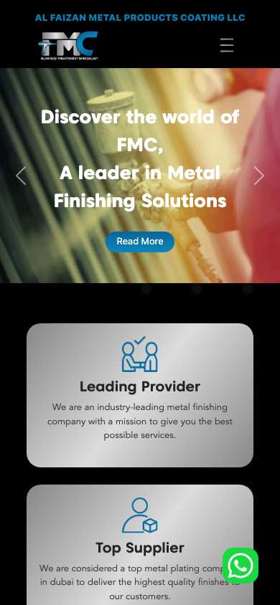 AL FAIZAN METAL PRODUCTS COATING LLC
FMC
Discover the world of
FMC,
A leader in Metal
Finishing Solutions
Read More
Leading Provider
We are an industry-leading metal finishing
company with a mission to give you the best
possible services.
Top Supplier
We are considered a top metal plating comp
in dubai to deliver the highest quality finishes to
our customers.